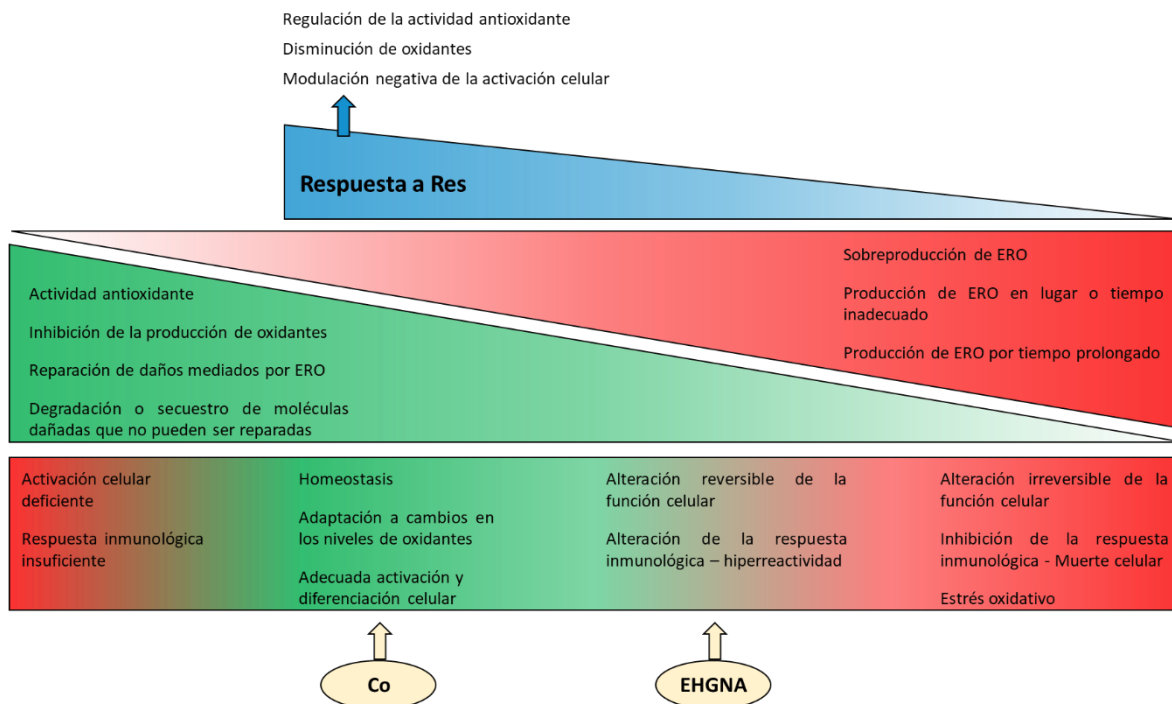 Regulación de la actividad antioxidante
Disminución de oxidantes
Modulación negativa de la activación celular
Respuesta a Res
Sobreproducción de ERO
Producción de ERO en lugar o tiempo
inadecuado
Producción de ERO por tiempo prolongado
Actividad antioxidante
Inhibición de la producción de oxidantes
Reparación de daños mediados por ERO
Degradación o secuestro de moléculas
dañadas que no pueden ser reparadas
Activación celular
deficiente
Respuesta inmunológica
insuficiente
Homeostasis
Adaptación a cambios en
los niveles de oxidantes
Adecuada activación y
diferenciación celular
Alteración reversible de la
función celular
Alteración de la respuesta
inmunológica – hiperreactividad
Alteración irreversible de la
función celular
Inhibición de la respuesta
inmunológica - Muerte celular
Estrés oxidativo
Co
EHGNA